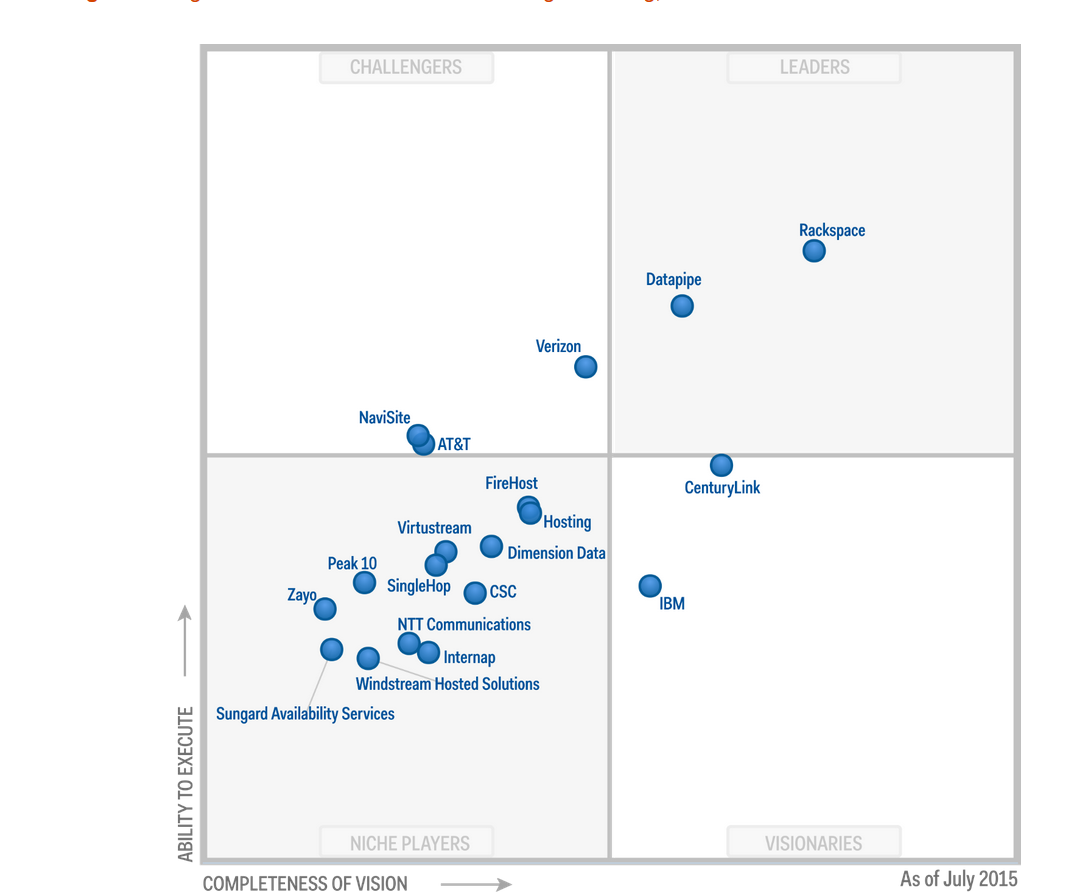 CHALLENGERS
LEADERS
Rackspace
Datapipe
Verizon
NaviSite
AT&T
CenturyLink
FireHost
Hosting
Virtustream
Dimension Data
Peak 10
SingleHop
CSC
Zayo
IBM
NTT Communications
Internap
Windstream Hosted Solutions
Sungard Availability Services
ABILITY TO EXECUTE
NICHE PLAYERS
VISIONARIES
COMPLETENESS OF VISION
As of July 2015